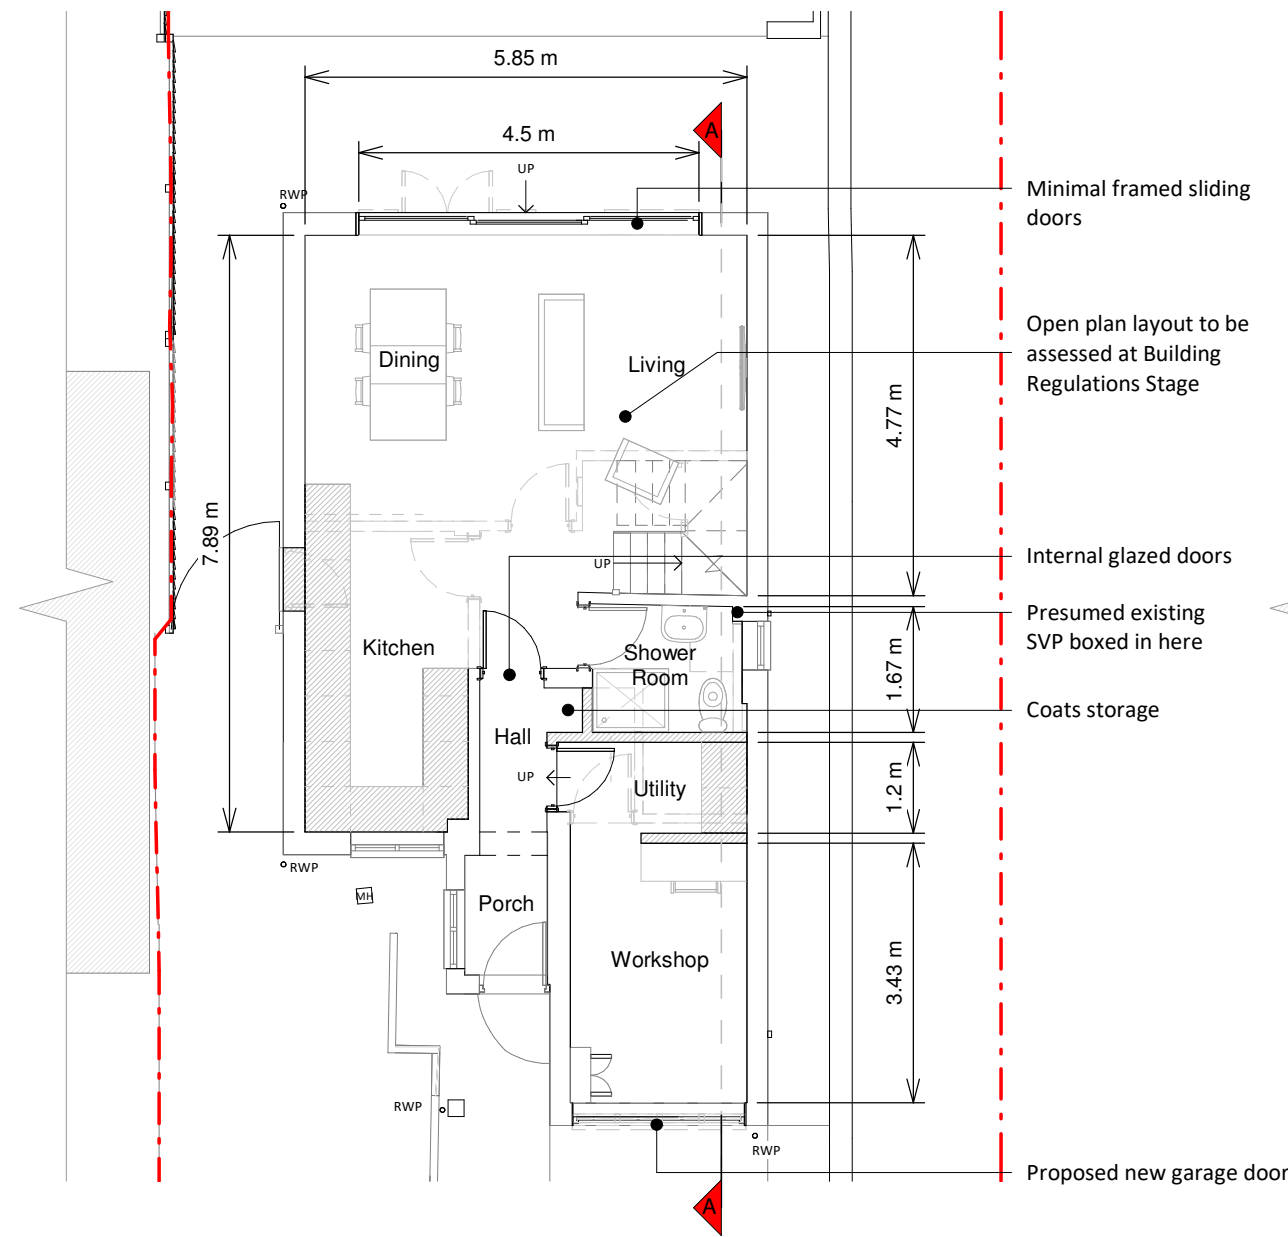 5.85 m
A
4.5 m
UP
RWP
Minimal framed sliding
doors
Open plan layout to be
assessed at Building
Regulations Stage
Dining
Living
4.77 m
7.89 m
UP
Internal glazed doors
Presumed existing
SVP boxed in here
Kitchen
Shower
Room
1.67 m
Coats storage
Hall
UP
Utility
1.2 m
RWP
MH
Porch
Workshop
3.43 m
RWP
RWP
Proposed new garage door
A